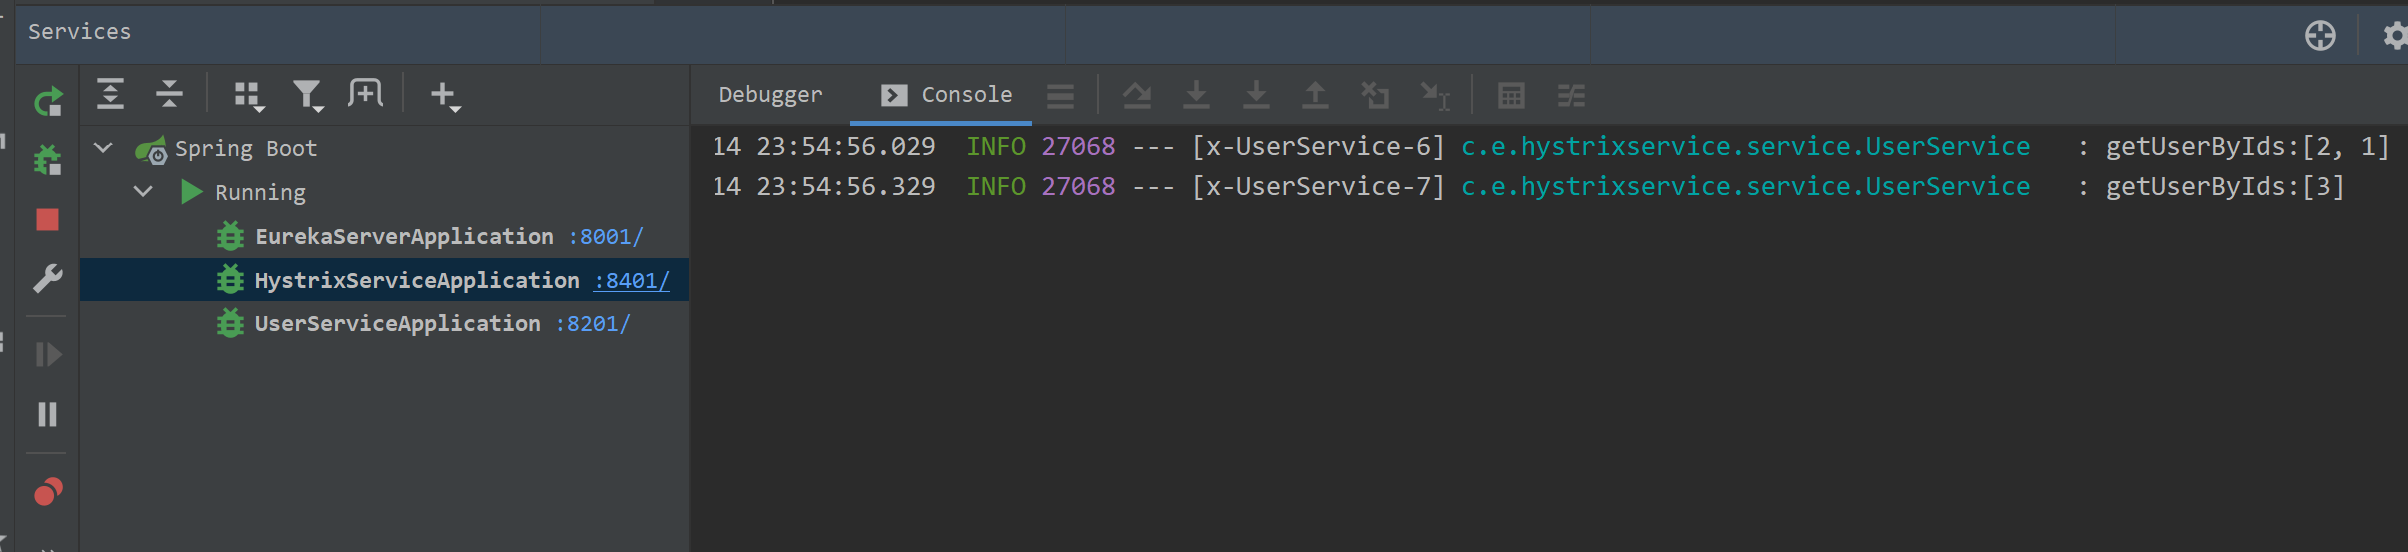 Services
Debugger
Console
Spring Boot
Running
EurekaServerApplication :8001/
HystrixServiceApplication :8401/
UserServiceApplication :8201/
14 23:54:56.029  INFO 27068 --- [x-UserService-6] c.e.hystrixservice.service.UserService   : getUserByIds:[2, 1]
14 23:54:56.329  INFO 27068 --- [x-UserService-7] c.e.hystrixservice.service.UserService   : getUserByIds:[3]